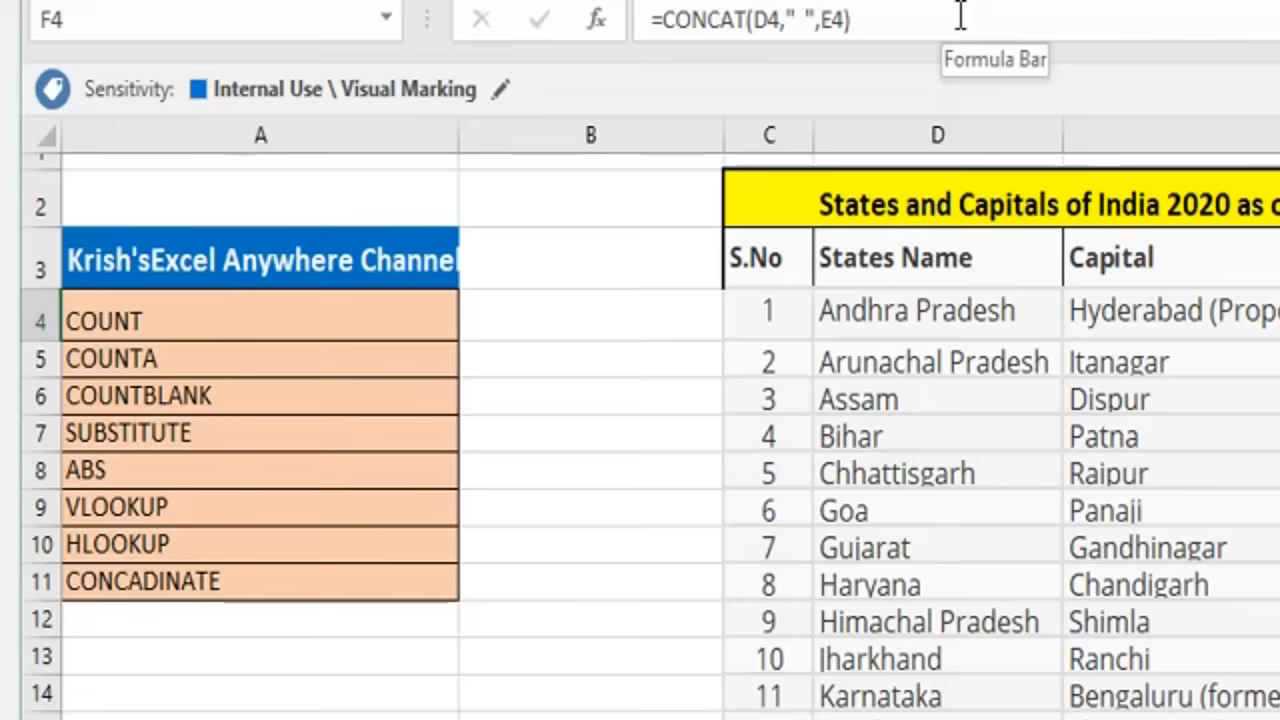 F4
fx
=CONCAT(D4," ",E4)
Formula Bar
Sensitivity: Internal Use \ Visual Marking
A B C D
2 States and Capitals of India 2020 as
3 Krish'sExcel Anywhere Channel S.No States Name Capital
4 COUNT 1 Andhra Pradesh Hyderabad
5 COUNTA 2 Arunachal Pradesh Itanagar
6 COUNTBLANK 3 Assam Dispur
7 SUBSTITUTE 4 Bihar Patna
8 ABS 5 Chhattisgarh Raipur
9 VLOOKUP 6 Goa Panaji
10 HLOOKUP 7 Gujarat Gandhinagar
11 CONCADINATE 8 Haryana Chandigarh
12 9 Himachal Pradesh Shimla
13 10 Jharkhand Ranchi
14 11 Karnataka Bengaluru